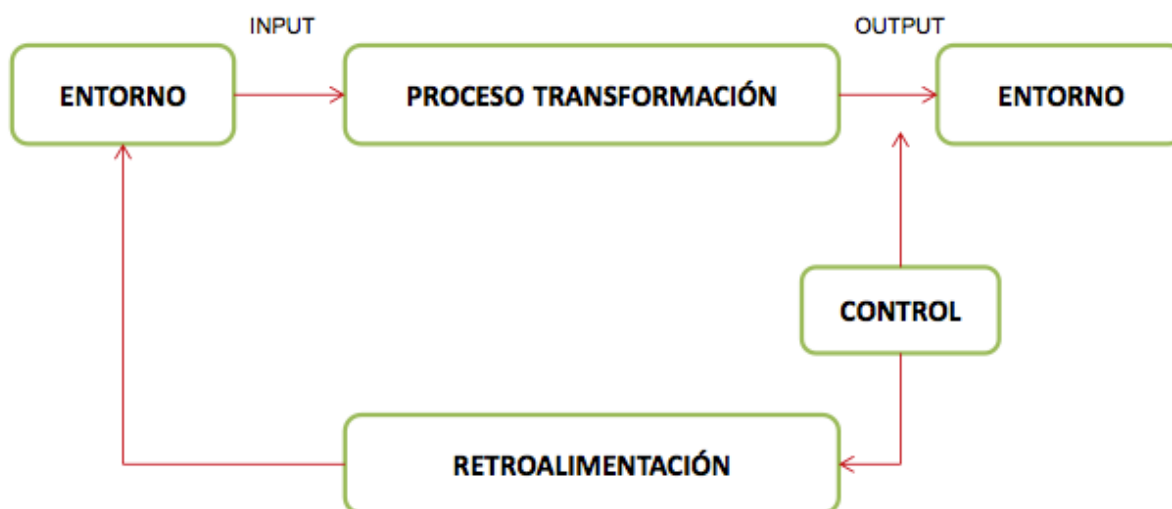 INPUT
OUTPUT
ENTORNO
PROCESO TRANSFORMACIÓN
ENTORNO
CONTROL
RETROALIMENTACIÓN